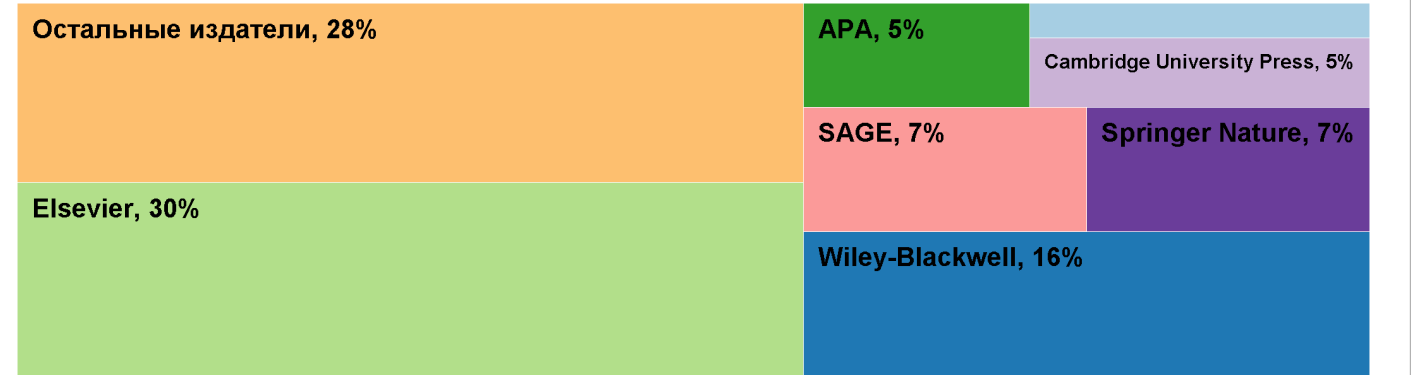 Остальные издатели, 28%
APA, 5%
Cambridge University Press, 5%
SAGE, 7%
Springer Nature, 7%
Elsevier, 30%
Wiley-Blackwell, 16%